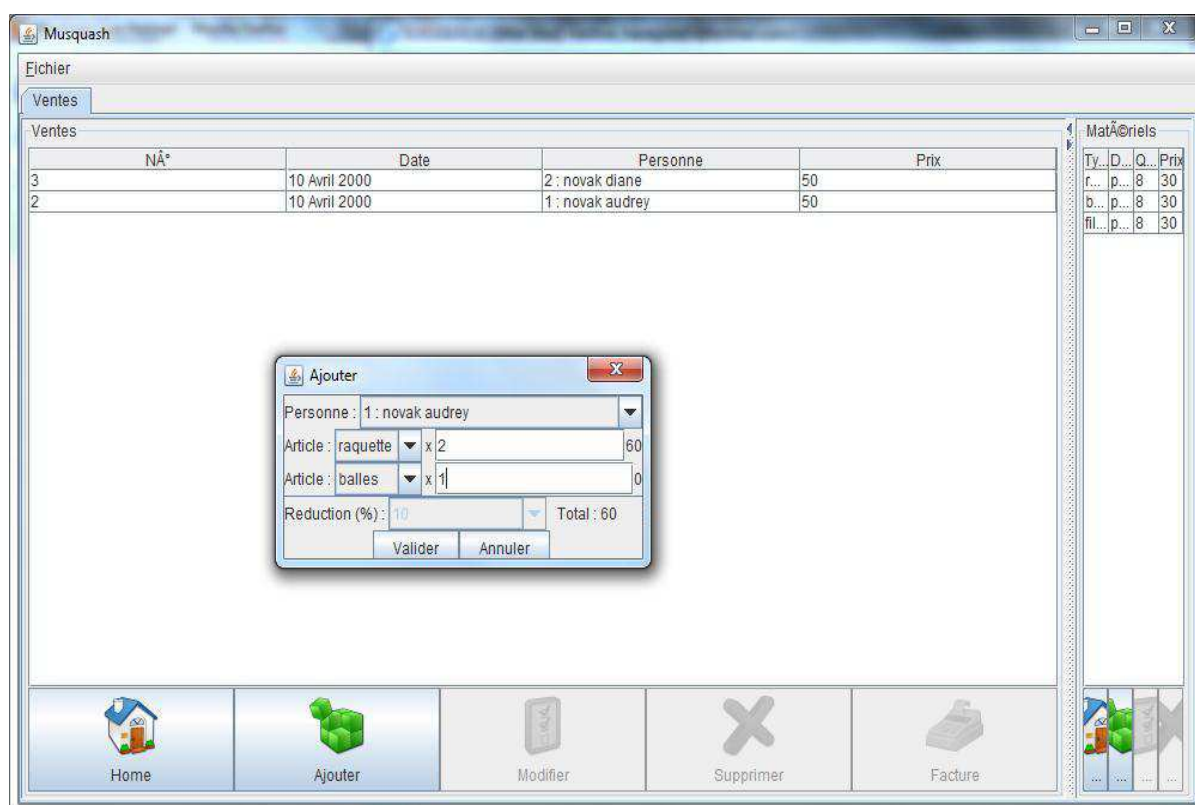 Musquash
Fichier
Ventes
Ventes
NÂ° Date Personne Prix
3 10 Avril 2000 2 : novak diane 50
2 10 Avril 2000 1 : novak audrey 50
MatÃ©riels
Ty... D... Q... Prix
r... p... 8 30
b... p... 8 30
fil... p... 8 30
Ajouter
Personne : 1 : novak audrey
Article : raquette x 2 60
Article : balles x 1 0
Reduction (%) : 10 Total : 60
Valider Annuler
Home Ajouter Modifier Supprimer Facture
... ... ... ...